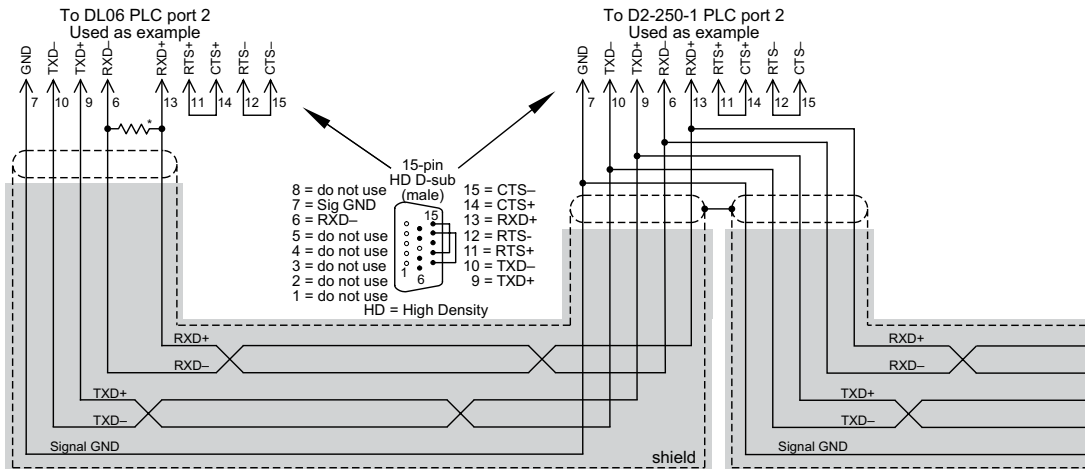 To DL06 PLC port 2
Used as example
GND
TXD–
TXD+
RXD–
RXD+
RTS+
CTS+
RTS–
CTS–
7
10
9
6
13
11
14
12
15
*
To D2-250-1 PLC port 2
Used as example
GND
TXD–
TXD+
RXD–
RXD+
RTS+
CTS+
RTS–
CTS–
7
10
9
6
13
11
14
12
15
15-pin
HD D-sub
(male)
8 = do not use
7 = Sig GND
6 = RXD–
5 = do not use
4 = do not use
3 = do not use
2 = do not use
1 = do not use
15
1
6
15 = CTS–
14 = CTS+
13 = RXD+
12 = RTS-
11 = RTS+
10 = TXD–
9 = TXD+
HD = High Density
RXD+
RXD–
TXD+
TXD–
Signal GND
shield
RXD+
RXD–
TXD+
TXD–
Signal GND